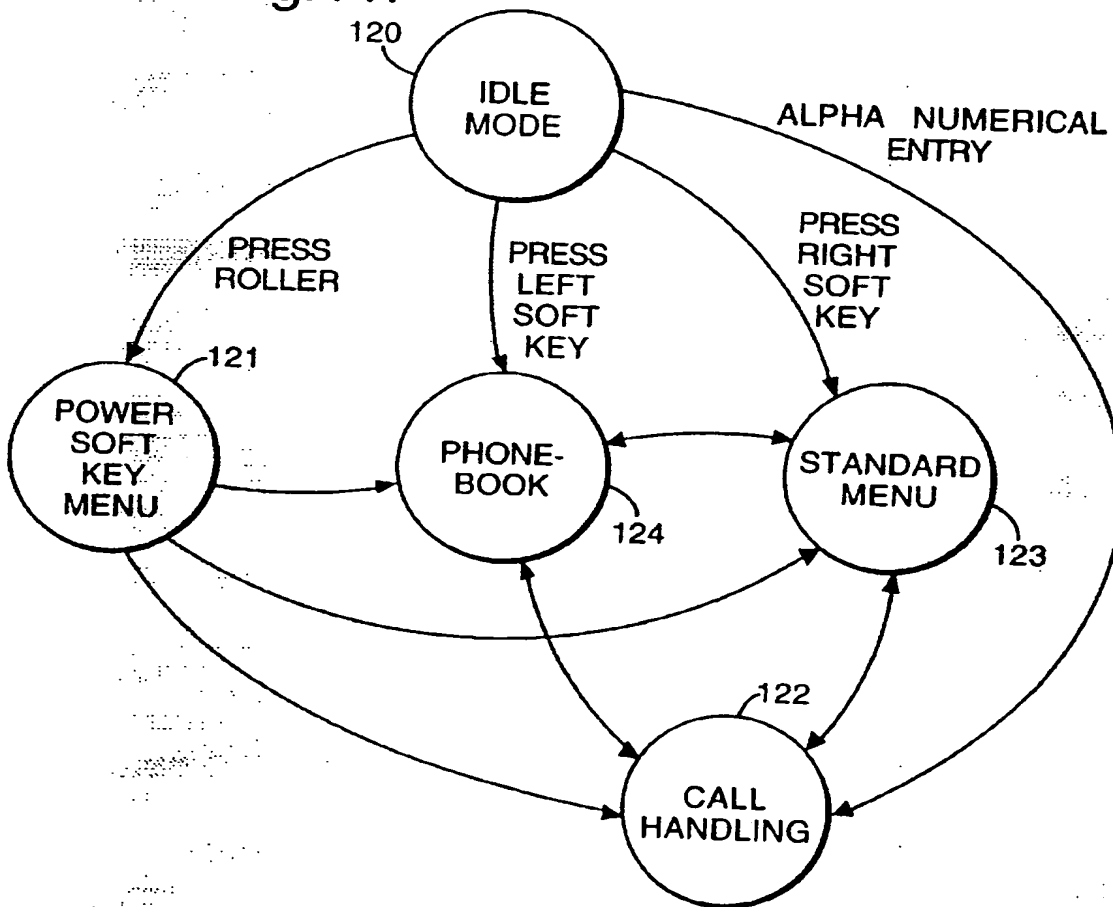 120
IDLE
MODE
ALPHA NUMERICAL
ENTRY
PRESS
ROLLER
PRESS
LEFT
SOFT
KEY
PRESS
RIGHT
SOFT
KEY
121
POWER
SOFT
KEY
MENU
PHONE-
BOOK
124
STANDARD
MENU
123
122
CALL
HANDLING